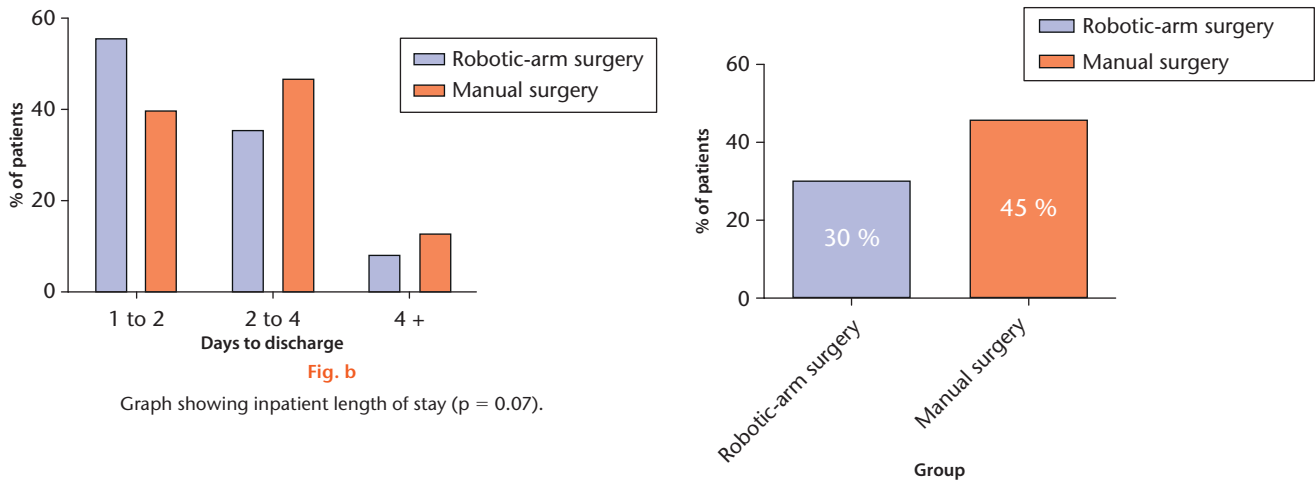 60
40
20
0
% of patients
Robotic-arm surgery
Manual surgery
1 to 2
2 to 4
4 +
Days to discharge
Fig. b
Graph showing inpatient length of stay (p = 0.07).
Robotic-arm surgery
Manual surgery
60
40
20
0
% of patients
30 %
45 %
Robotic-arm surgery
Manual surgery
Group